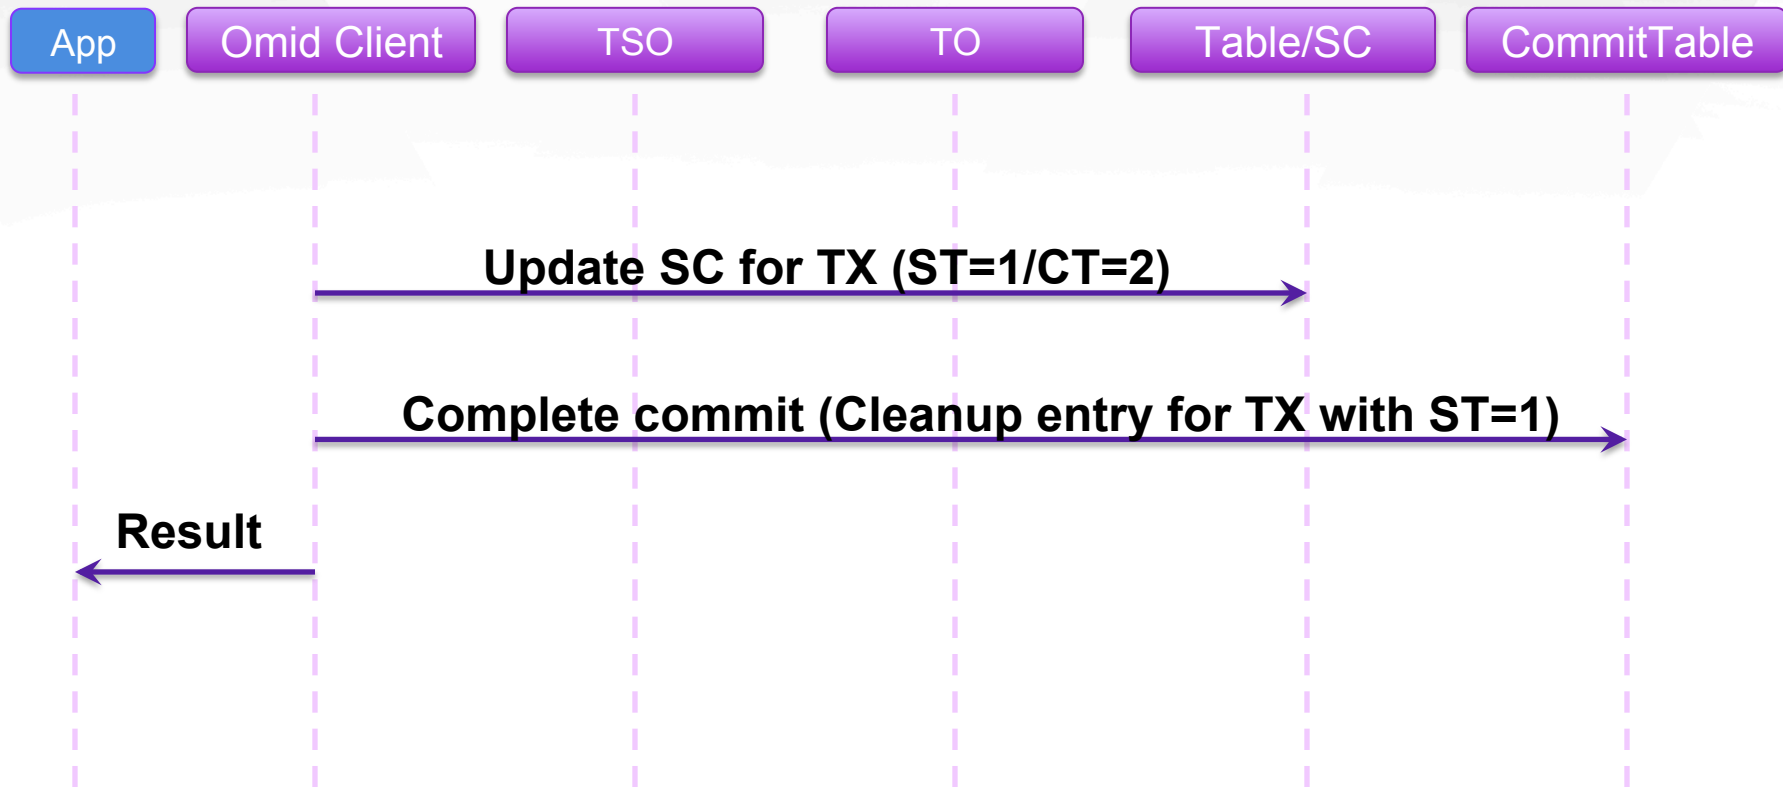 App
Omid Client
TSO
TO
Table/SC
CommitTable
Update SC for TX (ST=1/CT=2)
Complete commit (Cleanup entry for TX with ST=1)
Result